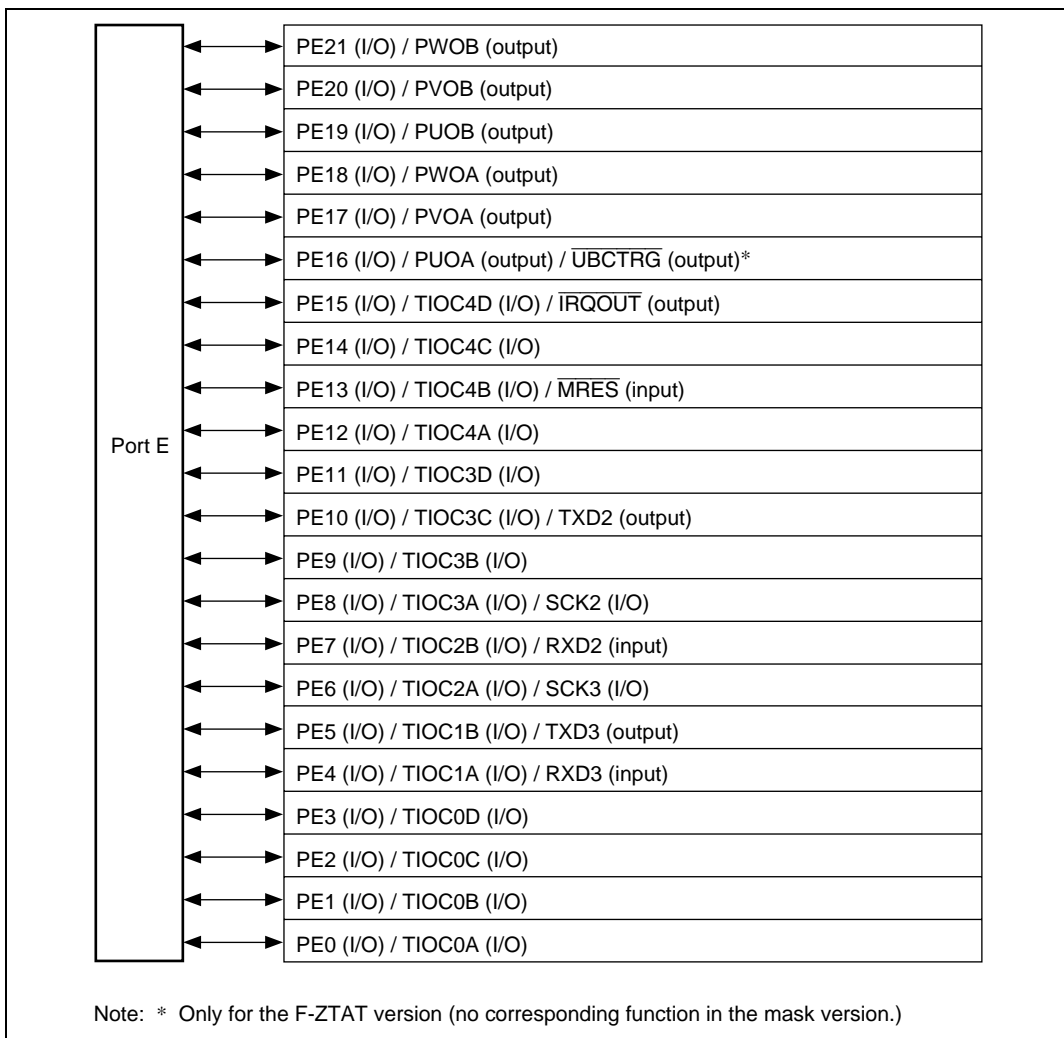 PE21 (I/O) / PWOB (output)
PE20 (I/O) / PVOB (output)
PE19 (I/O) / PUOB (output)
PE18 (I/O) / PWOA (output)
PE17 (I/O) / PVOA (output)
PE16 (I/O) / PUOA (output) / U̅B̅C̅T̅R̅G̅ (output)*
PE15 (I/O) / TIOC4D (I/O) / I̅R̅Q̅O̅U̅T̅ (output)
PE14 (I/O) / TIOC4C (I/O)
PE13 (I/O) / TIOC4B (I/O) / M̅R̅E̅S̅ (input)
Port E
PE12 (I/O) / TIOC4A (I/O)
PE11 (I/O) / TIOC3D (I/O)
PE10 (I/O) / TIOC3C (I/O) / TXD2 (output)
PE9 (I/O) / TIOC3B (I/O)
PE8 (I/O) / TIOC3A (I/O) / SCK2 (I/O)
PE7 (I/O) / TIOC2B (I/O) / RXD2 (input)
PE6 (I/O) / TIOC2A (I/O) / SCK3 (I/O)
PE5 (I/O) / TIOC1B (I/O) / TXD3 (output)
PE4 (I/O) / TIOC1A (I/O) / RXD3 (input)
PE3 (I/O) / TIOC0D (I/O)
PE2 (I/O) / TIOC0C (I/O)
PE1 (I/O) / TIOC0B (I/O)
PE0 (I/O) / TIOC0A (I/O)
Note: * Only for the F-ZTAT version (no corresponding function in the mask version.)